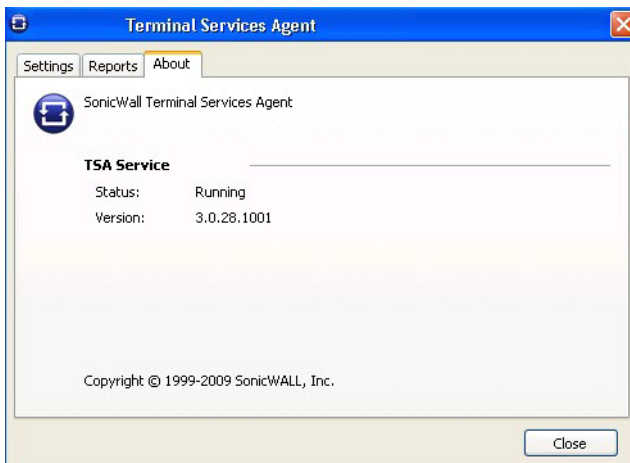 Terminal Services Agent
Settings Reports About
SonicWall Terminal Services Agent
TSA Service
Status: Running
Version: 3.0.28.1001
Copyright © 1999-2009 SonicWALL, Inc.
Close